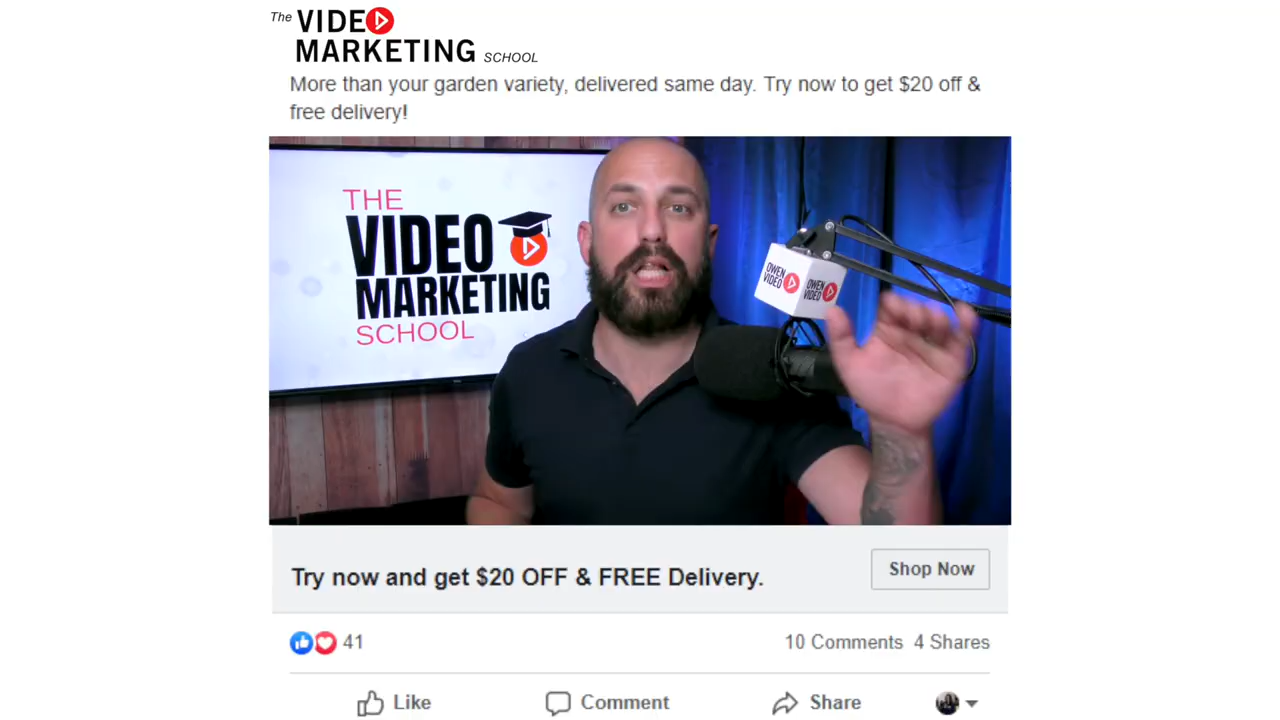 The VIDEO
MARKETING SCHOOL
More than your garden variety, delivered same day. Try now to get $20 off &
free delivery!
THE
VIDEO
MARKETING
SCHOOL
OWEN
VIDEO
OWEN
VIDEO
Try now and get $20 OFF & FREE Delivery.
Shop Now
41
10 Comments 4 Shares
Like
Comment
Share